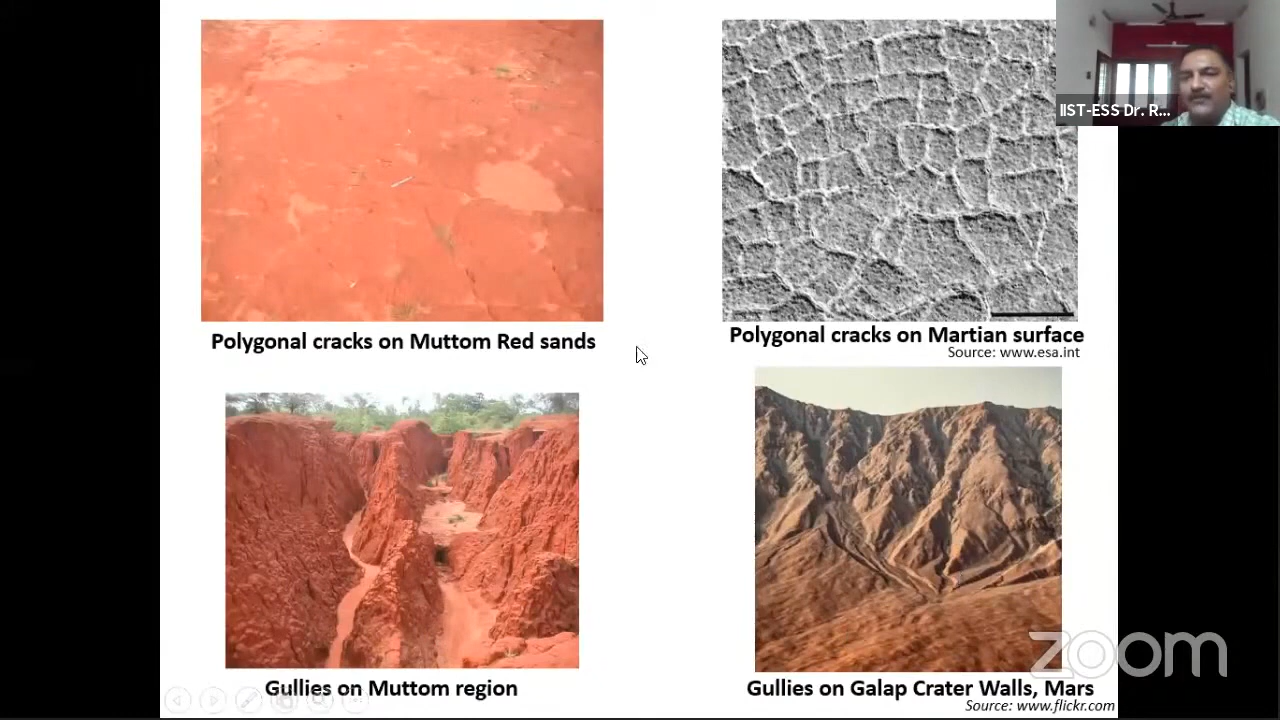 IIST-ESS Dr. R...
Polygonal cracks on Muttom Red sands
Polygonal cracks on Martian surface
Source: www.esa.int
Gullies on Muttom region
Gullies on Galap Crater Walls, Mars
Source: www.flickr.com
zoom